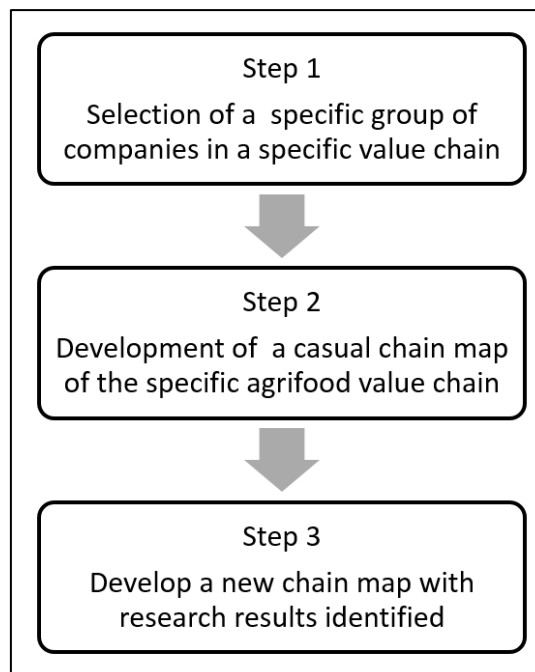 Step 1
Selection of a specific group of
companies in a specific value chain
Step 2
Development of a casual chain map
of the specific agrifood value chain
Step 3
Develop a new chain map with
research results identified